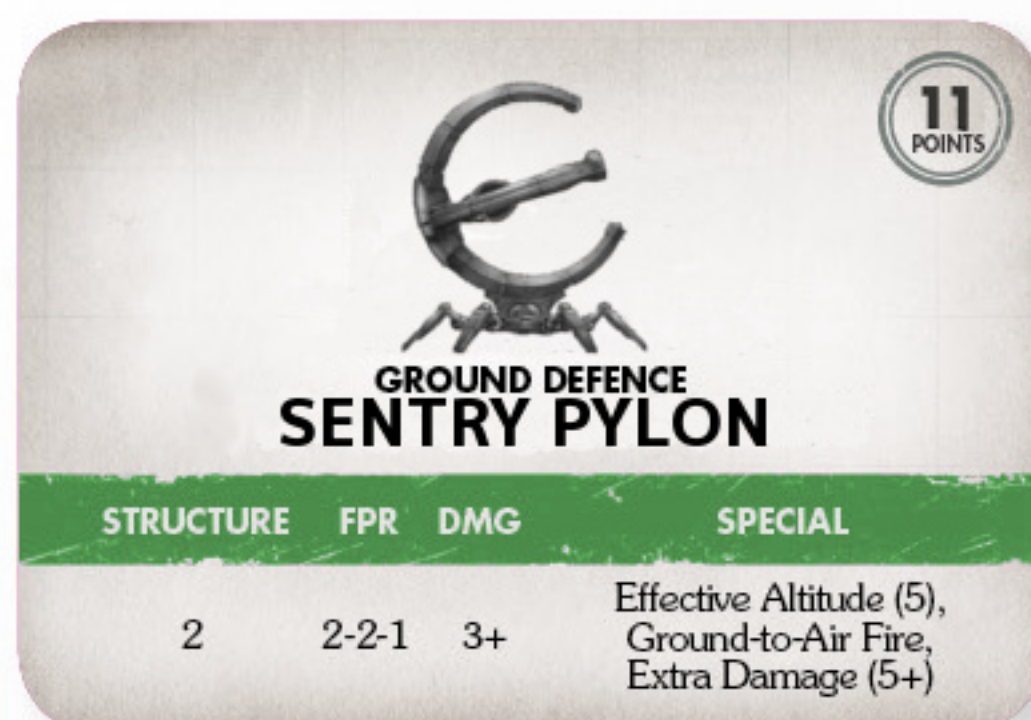 11
POINTS
GROUND DEFENCE
SENTRY PYLON
STRUCTURE FPR DMG SPECIAL
2 2-2-1 3+ Effective Altitude (5),
Ground-to-Air Fire,
Extra Damage (5+)